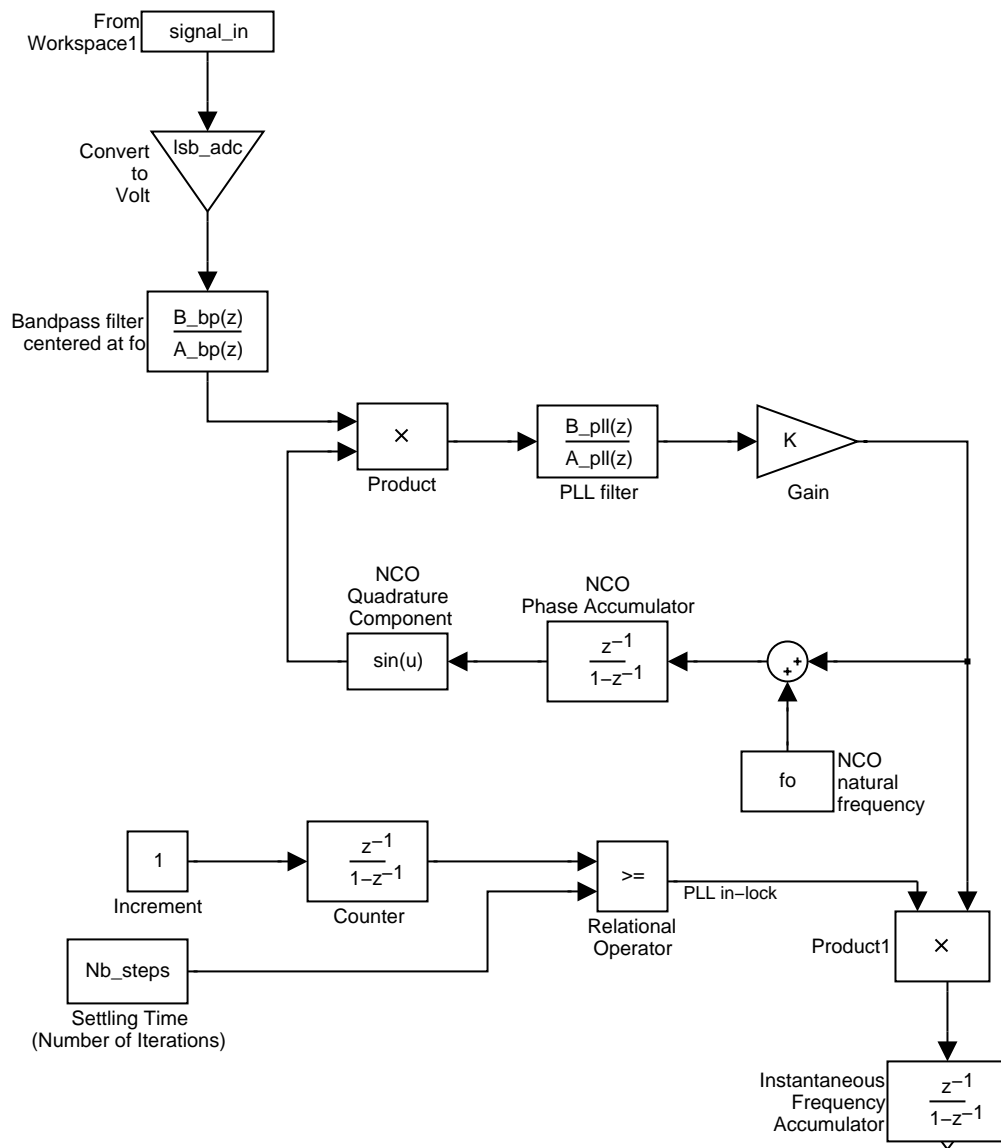 From
Workspace1
signal_in
lsb_adc
Convert
to
Volt
B_bp(z)
A_bp(z)
Bandpass filter
centered at fo
×
Product
B_pll(z)
A_pll(z)
PLL filter
K
Gain
NCO
Quadrature
Component
sin(u)
NCO
Phase Accumulator
z−1
1−z−1
+
+
fo
NCO
natural
frequency
1
Increment
z−1
1−z−1
Counter
>=
Relational
Operator
PLL in−lock
Nb_steps
Settling Time
(Number of Iterations)
Product1
×
Instantaneous
Frequency
Accumulator
z−1
1−z−1